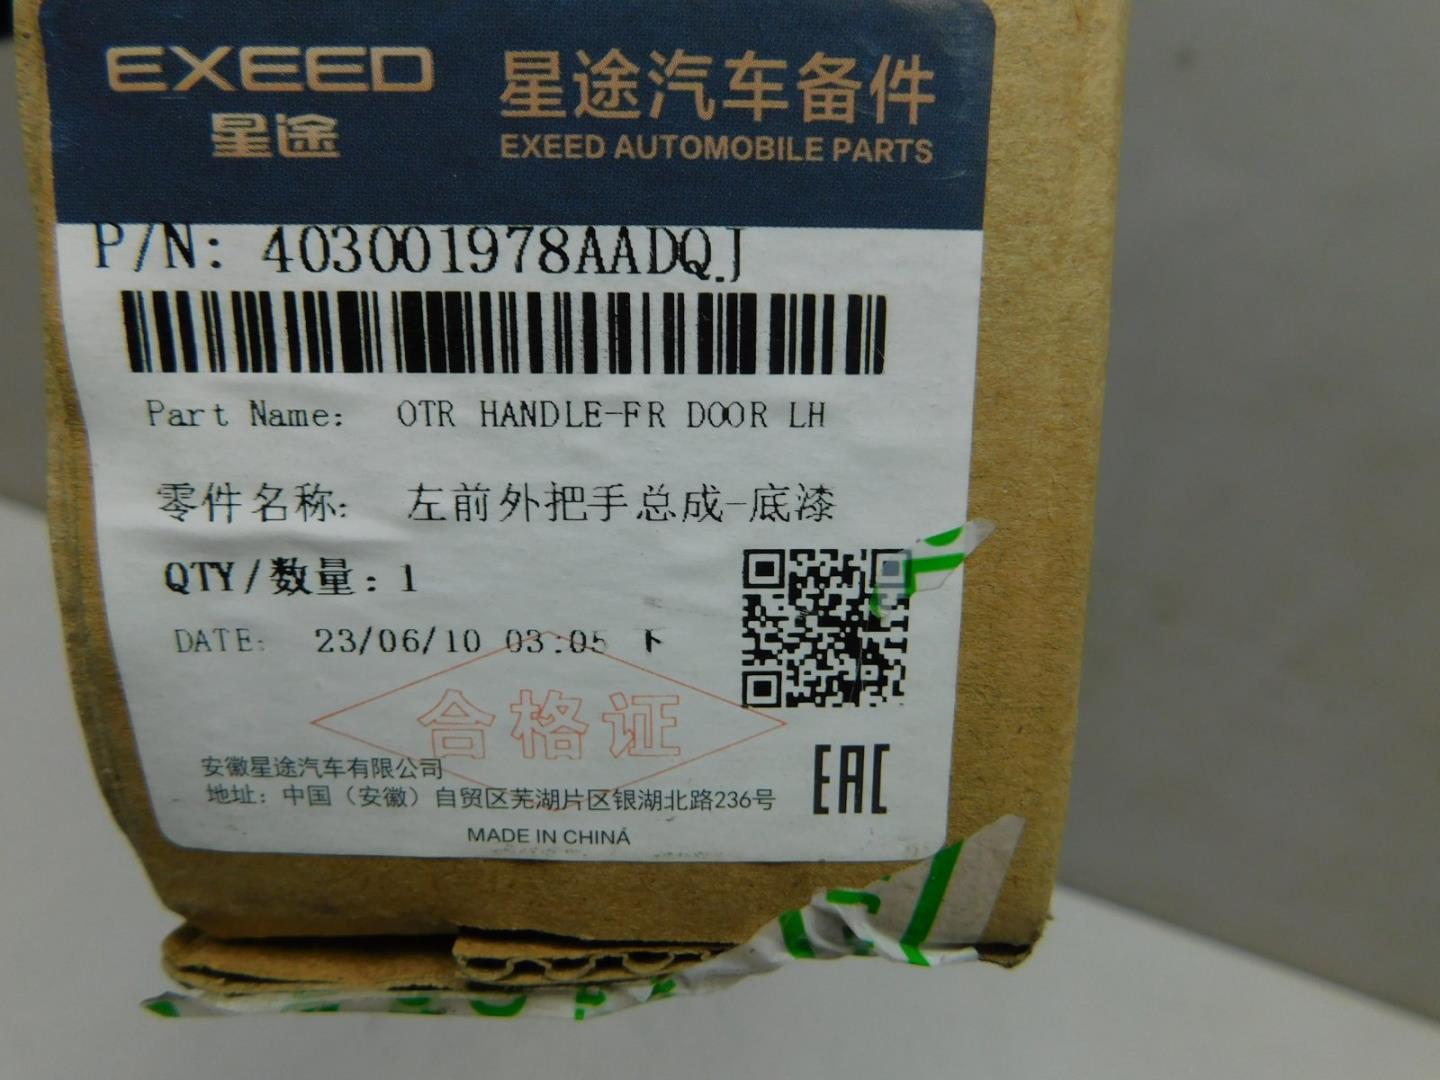 EXEED
星途
星途汽车备件
EXEED AUTOMOBILE PARTS
P/N: 403001978AADQJ
Part Name: OTR HANDLE-FR DOOR LH
零件名称: 左前外把手总成-底漆
QTY/数量: 1
DATE: 23/06/10 03:05 下
合格证
安徽星途汽车有限公司
地址：中国（安徽）自贸区芜湖片区银湖北路236号
EAC
MADE IN CHINA